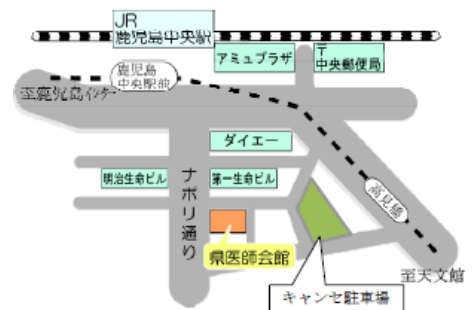 JR
鹿児島中央駅
アミュプラザ
〒
中央郵便局
鹿児島
中央駅前
至鹿児島インター
ダイエー
明治生命ビル
ナポリ通り
第一生命ビル
高見橋
県医師会館
至天文館
キャンセ駐車場